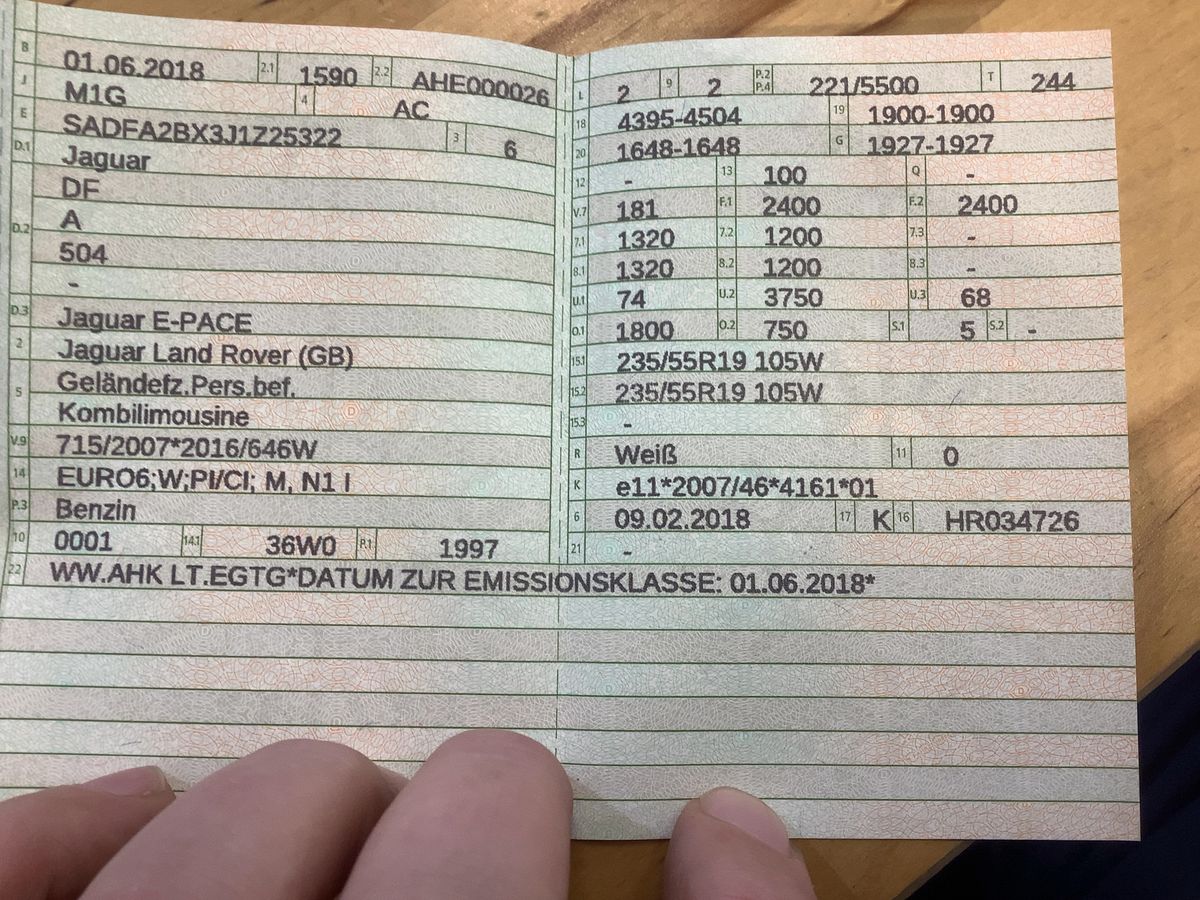 B 01.06.2018 2.1 1590 2.2 AHE000026
J M1G 4 AC
E SADFA2BX3J1Z25322 3 6
D.1 Jaguar
DF
D.2 A
504
-
D.3 Jaguar E-PACE
2 Jaguar Land Rover (GB)
5 Geländefz.Pers.bef.
Kombilimousine
V.9 715/2007*2016/646W
14 EURO6;W;PI/CI; M, N1 I
P.3 Benzin
10 0001 14.1 36W0 P.1 1997
L 2 9 2 P.2 P.4 221/5500 T 244
18 4395-4504 19 1900-1900
20 1648-1648 G 1927-1927
12 - 13 100 Q -
V.7 181 F.1 2400 F.2 2400
7.1 1320 7.2 1200 7.3 -
8.1 1320 8.2 1200 8.3 -
U.1 74 U.2 3750 U.3 68
O.1 1800 O.2 750 S.1 5 S.2 -
15.1 235/55R19 105W
15.2 235/55R19 105W
15.3 -
R Weiß 11 0
K e11*2007/46*4161*01
6 09.02.2018 17 K 16 HR034726
21 -
22 WW.AHK LT.EGTG*DATUM ZUR EMISSIONSKLASSE: 01.06.2018*